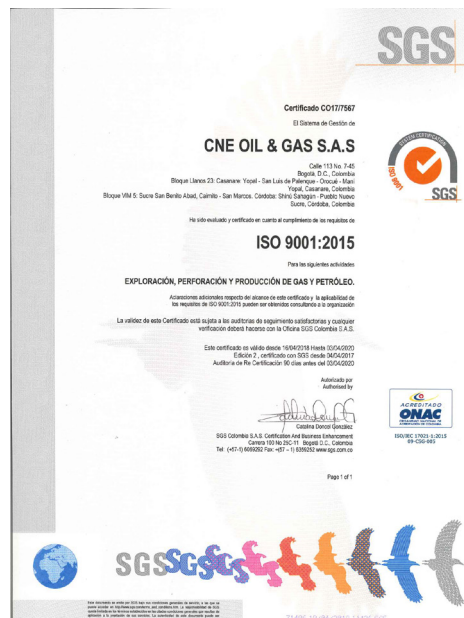 SGS
Certificado CO17/7567
El Sistema de Gestión de
CNE OIL & GAS S.A.S
Calle 113 No. 7-45
Bogotá, D.C., Colombia
Bloque Llanos 23: Casanare: Yopal - San Luis de Palenque - Orocué - Maní
Yopal, Casanare, Colombia
Bloque VIM 5: Sucre San Benito Abad, Caimito - San Marcos. Córdoba: Shinú Sahagún - Pueblo Nuevo
Sucre, Córdoba, Colombia
Ha sido evaluado y certificado en cuanto al cumplimiento de los requisitos de
ISO 9001:2015
Para las siguientes actividades
EXPLORACIÓN, PERFORACIÓN Y PRODUCCIÓN DE GAS Y PETRÓLEO.
Aclaraciones adicionales respecto del alcance de este certificado y la aplicabilidad de
los requisitos de ISO 9001:2015 pueden ser obtenidos consultando a la organización
La validez de este Certificado está sujeta a las auditorias de seguimiento satisfactorias y cualquier
verificación deberá hacerse con la Oficina SGS Colombia S.A.S.
Este certificado es válido desde 16/04/2018 Hasta 03/04/2020
Edición 2 , certificado con SGS desde 04/04/2017
Auditoría de Re Certificación 90 días antes del 03/04/2020
Autorizado por
Authorised by
Catalina Doncel González
SGS Colombia S.A.S. Certification And Business Enhancement
Carrera 100 No 25C-11 Bogotá D.C., Colombia
Tel: (+57-1) 6069292 Fax: +(57 - 1) 6359252 www.sgs.com.co
Page 1 of 1
SYSTEM CERTIFICATION
ISO 9001
SGS
ACREDITADO
ONAC
ISO/IEC 17021-1:2015
09-CSG-005
SGSSGSSGSSGS